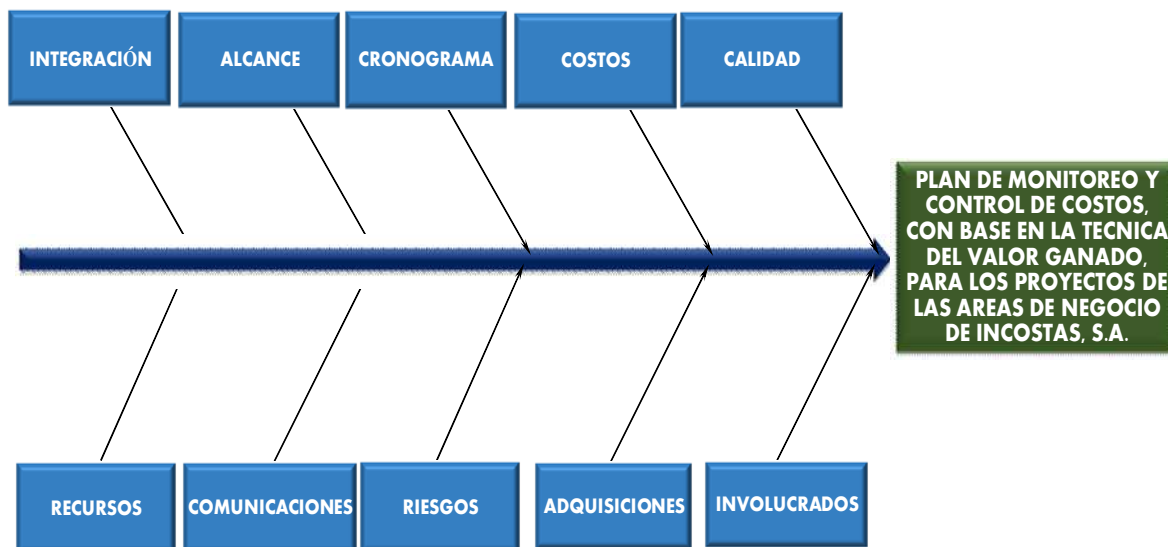 INTEGRACIÓN
ALCANCE
CRONOGRAMA
COSTOS
CALIDAD
PLAN DE MONITOREO Y
CONTROL DE COSTOS,
CON BASE EN LA TECNICA
DEL VALOR GANADO,
PARA LOS PROYECTOS DE
LAS AREAS DE NEGOCIO
DE INCOSTAS, S.A.
RECURSOS
COMUNICACIONES
RIESGOS
ADQUISICIONES
INVOLUCRADOS